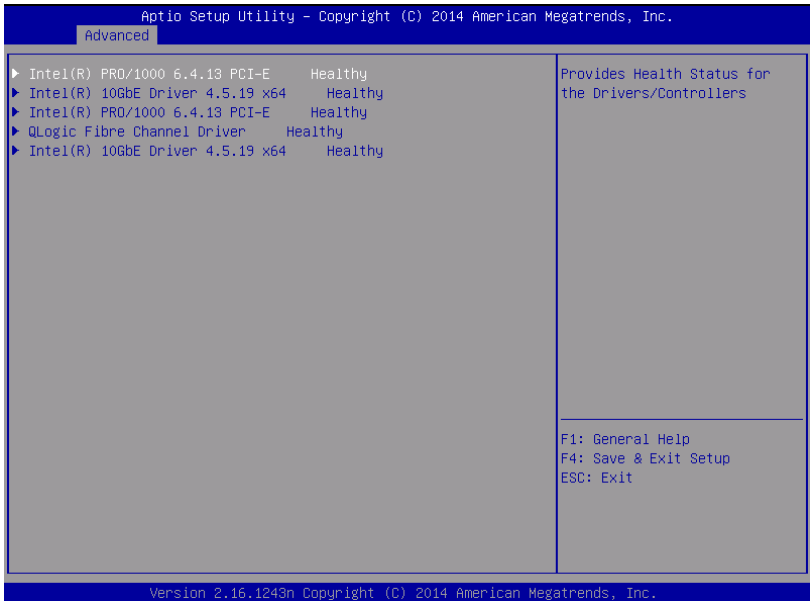 Aptio Setup Utility – Copyright (C) 2014 American Megatrends, Inc.
Advanced
Intel(R) PRO/1000 6.4.13 PCI-E Healthy
Intel(R) 10GbE Driver 4.5.19 x64 Healthy
Intel(R) PRO/1000 6.4.13 PCI-E Healthy
QLogic Fibre Channel Driver Healthy
Intel(R) 10GbE Driver 4.5.19 x64 Healthy
Provides Health Status for
the Drivers/Controllers
F1: General Help
F4: Save & Exit Setup
ESC: Exit
Version 2.16.1243n Copyright (C) 2014 American Megatrends, Inc.